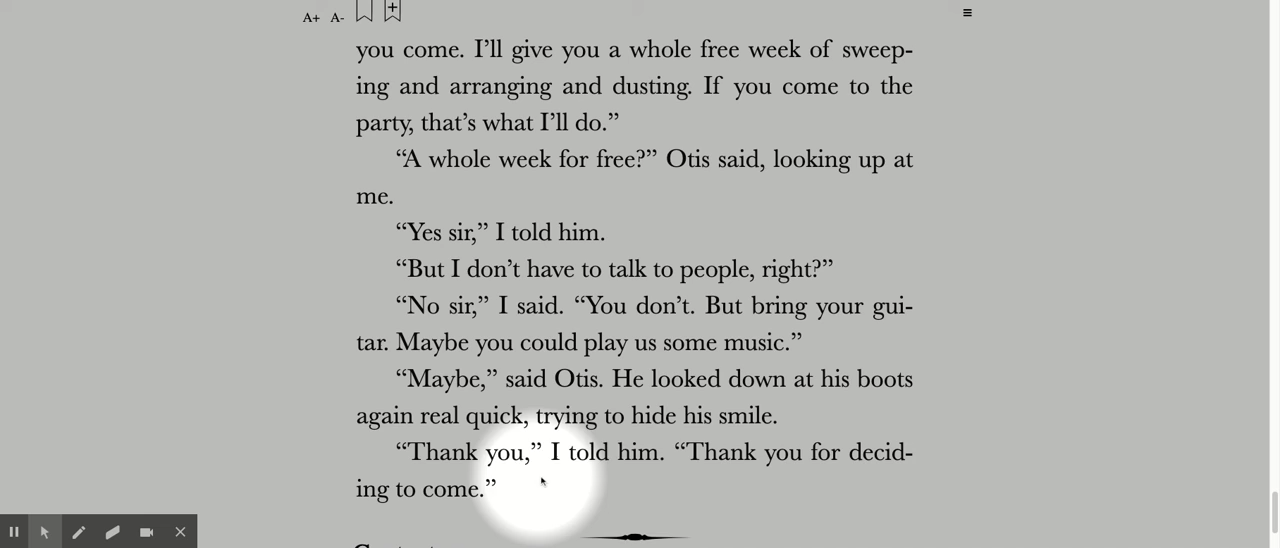 A+ A- +
≡
you come. I’ll give you a whole free week of sweep-
ing and arranging and dusting. If you come to the
party, that’s what I’ll do.”
“A whole week for free?” Otis said, looking up at
me.
“Yes sir,” I told him.
“But I don’t have to talk to people, right?”
“No sir,” I said. “You don’t. But bring your gui-
tar. Maybe you could play us some music.”
“Maybe,” said Otis. He looked down at his boots
again real quick, trying to hide his smile.
“Thank you,” I told him. “Thank you for decid-
ing to come.”